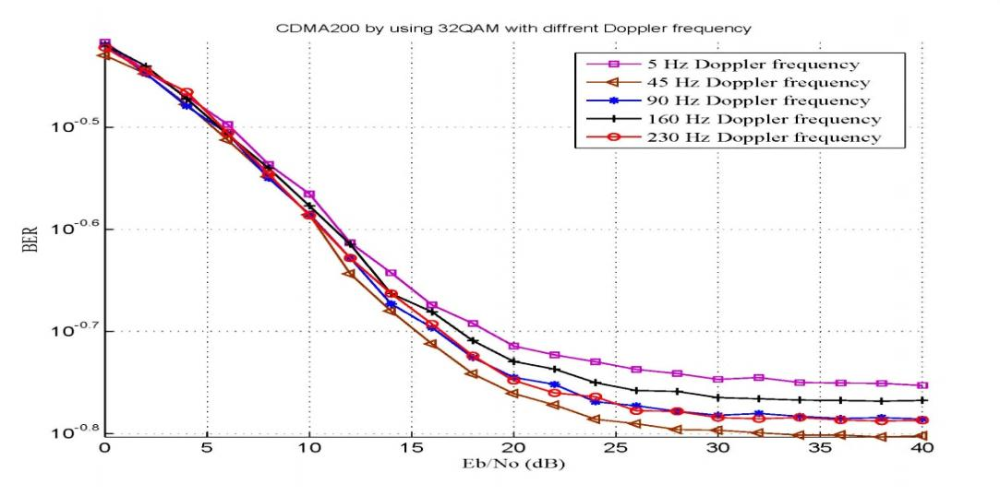 CDMA200 by using 32QAM with diffrent Doppler frequency
5 Hz Doppler frequency
45 Hz Doppler frequency
90 Hz Doppler frequency
160 Hz Doppler frequency
230 Hz Doppler frequency
10^-0.5
10^-0.6
10^-0.7
10^-0.8
BER
0 5 10 15 20 25 30 35 40
Eb/No (dB)